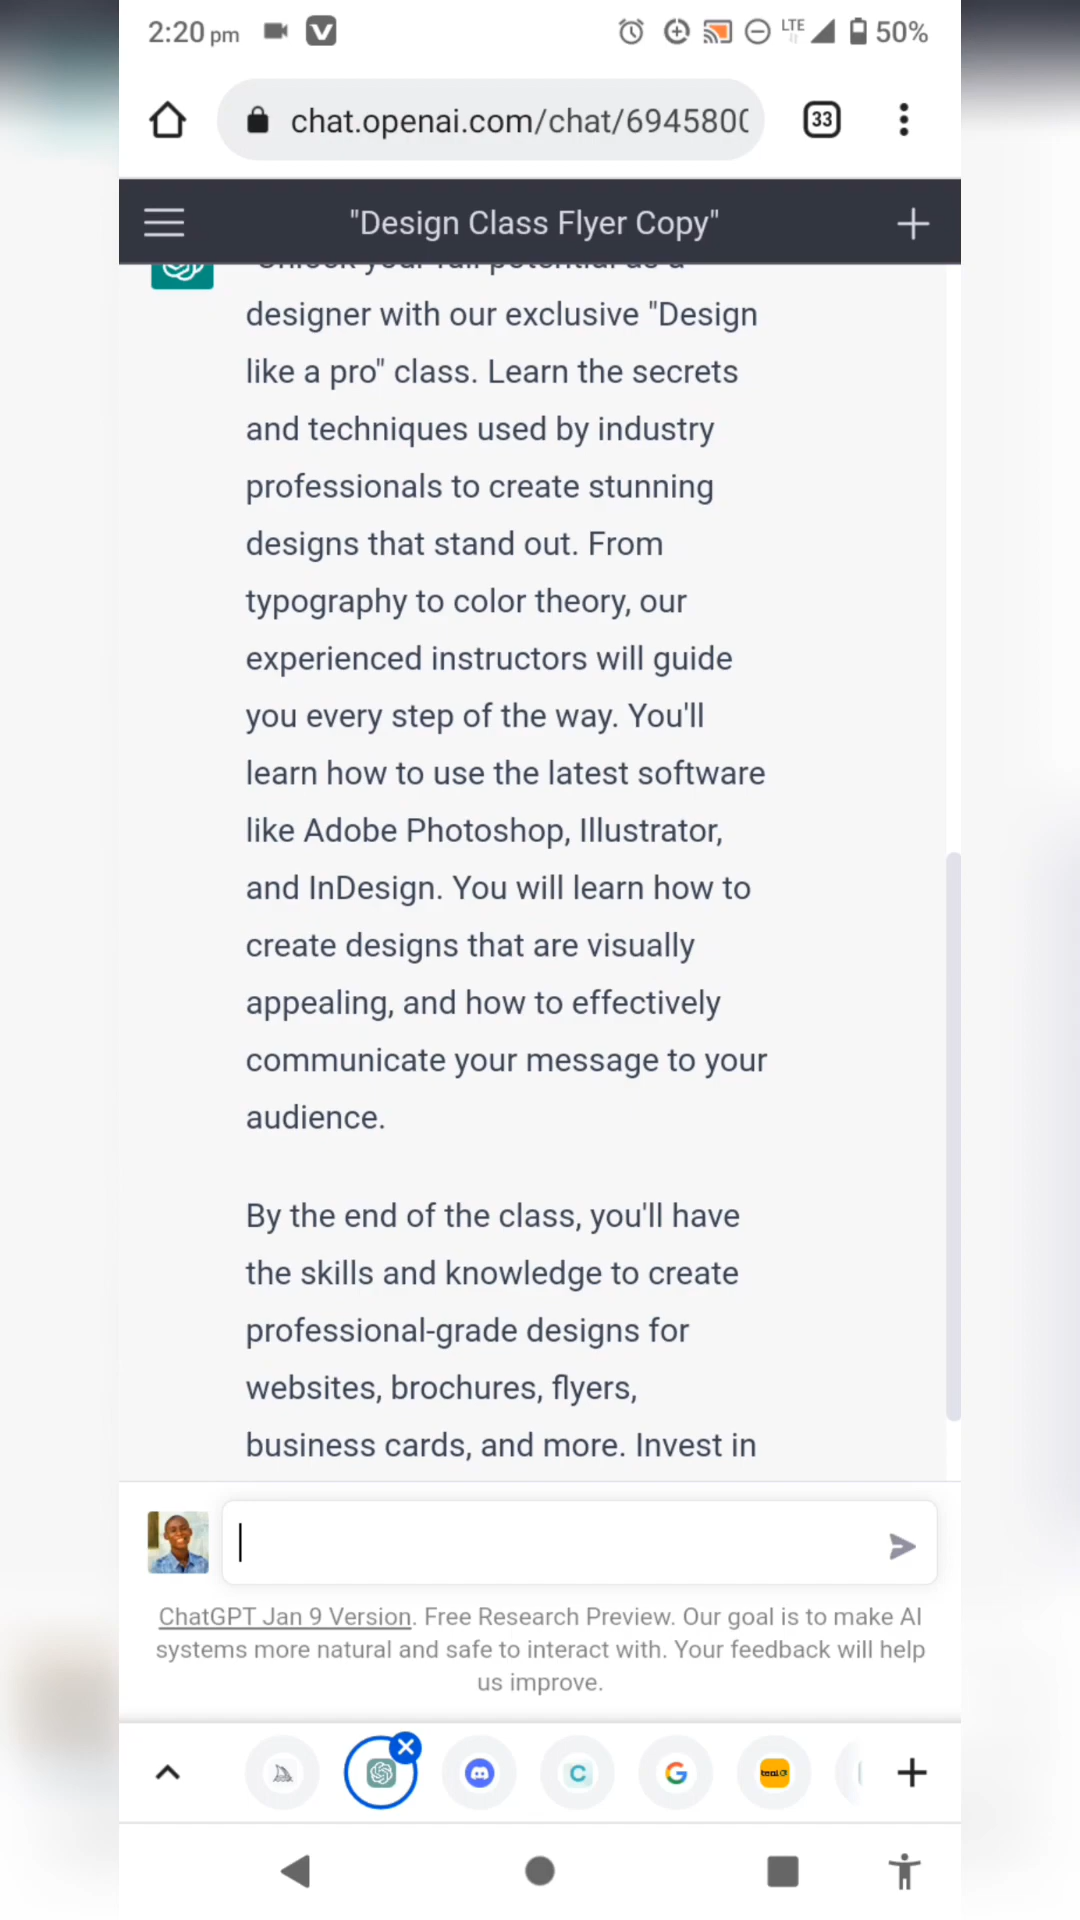 2:20 pm
LTE
50%
chat.openai.com/chat/694580
33
"Design Class Flyer Copy"
"Unlock your full potential as a
designer with our exclusive "Design
like a pro" class. Learn the secrets
and techniques used by industry
professionals to create stunning
designs that stand out. From
typography to color theory, our
experienced instructors will guide
you every step of the way. You'll
learn how to use the latest software
like Adobe Photoshop, Illustrator,
and InDesign. You will learn how to
create designs that are visually
appealing, and how to effectively
communicate your message to your
audience.
By the end of the class, you'll have
the skills and knowledge to create
professional-grade designs for
websites, brochures, flyers,
business cards, and more. Invest in
ChatGPT Jan 9 Version. Free Research Preview. Our goal is to make AI
systems more natural and safe to interact with. Your feedback will help
us improve.